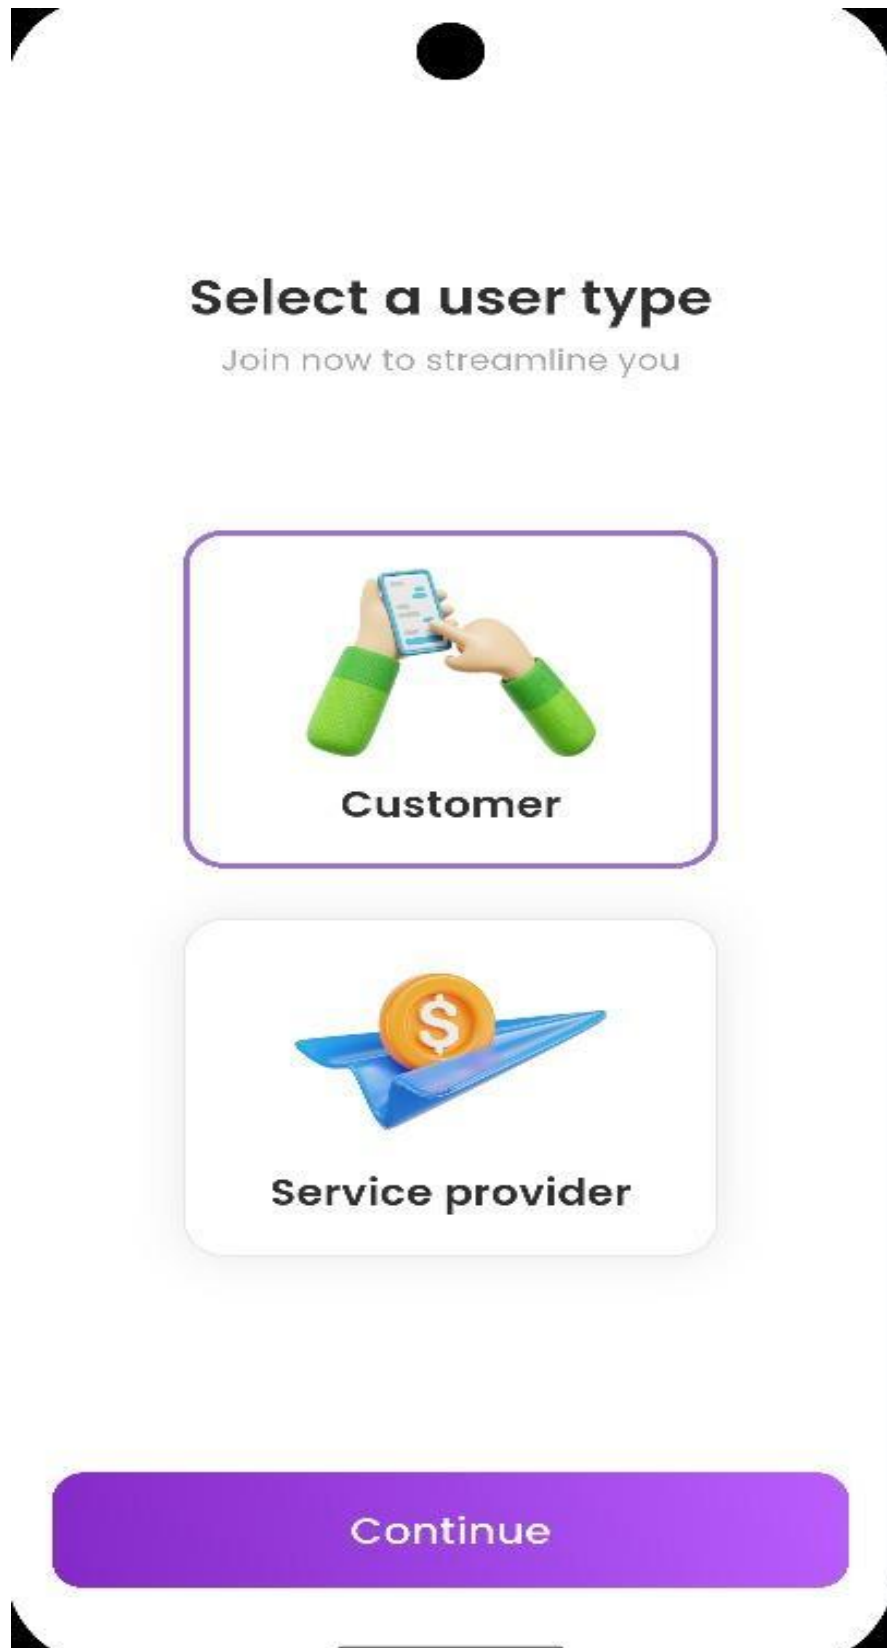 Select a user type
Join now to streamline you
Customer
$
Service provider
Continue